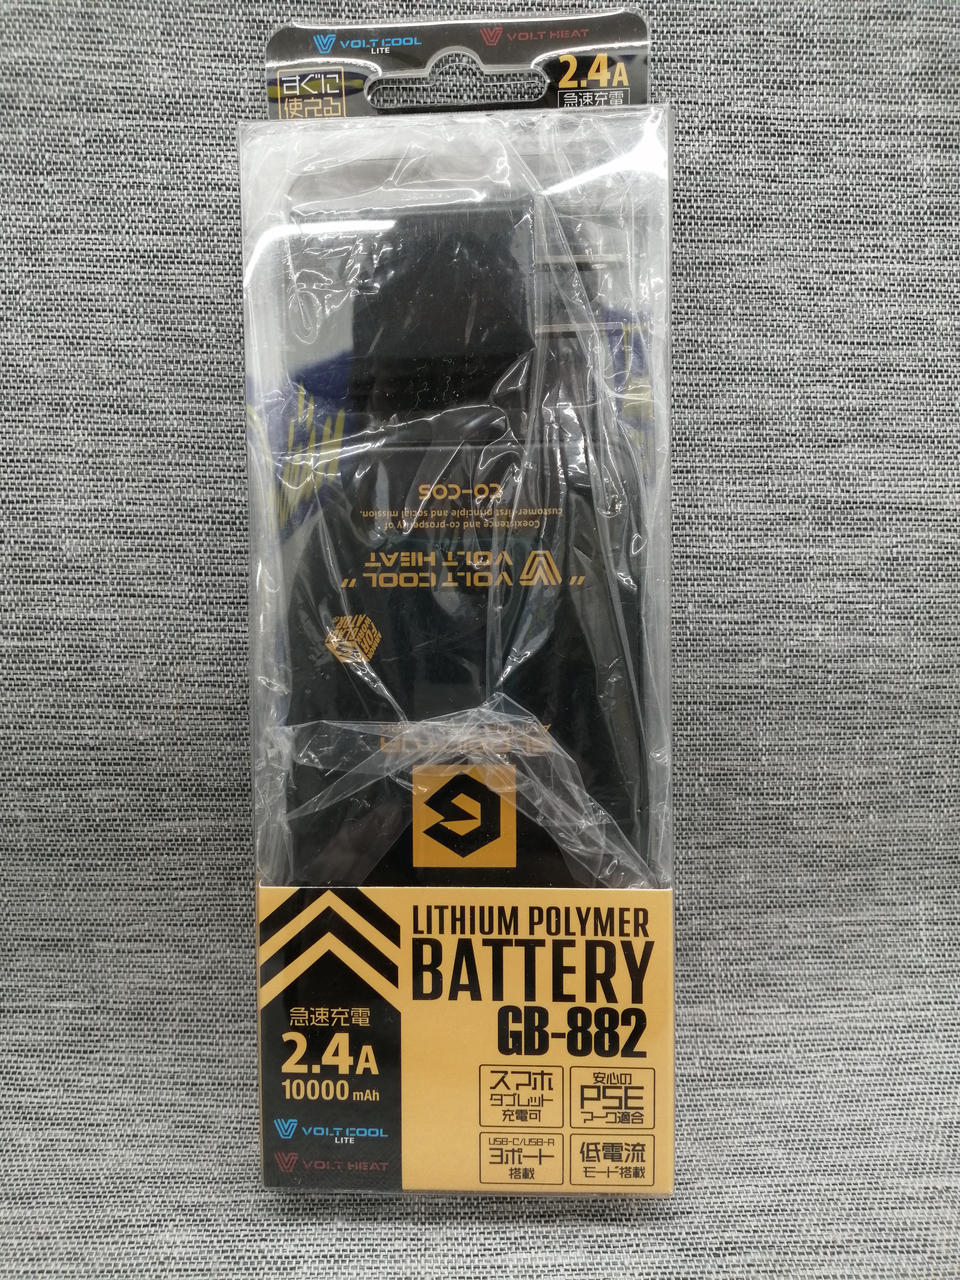 VOLT COOL
LITE
VOLT HEAT
すぐに
使える
2.4A
急速充電
CO-COS
Coexistence and co-prosperity of
customer-first principle and social mission.
" VOLT COOL "
VOLT HEAT
LITHIUM POLYMER
BATTERY
GB-882
急速充電
2.4A
10000 mAh
VOLT COOL
LITE
VOLT HEAT
スマホ
タブレット
充電可
安心の
PSE
マーク適合
USB-C/USB-A
3ポート
搭載
低電流
モード搭載